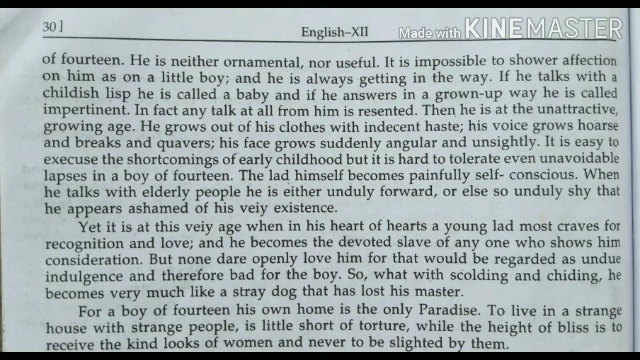 30 ]
English–XII
Made with KINEMASTER
of fourteen. He is neither ornamental, nor useful. It is impossible to shower affection
on him as on a little boy; and he is always getting in the way. If he talks with a
childish lisp he is called a baby and if he answers in a grown-up way he is called
impertinent. In fact any talk at all from him is resented. Then he is at the unattractive,
growing age. He grows out of his clothes with indecent haste; his voice grows hoarse
and breaks and quavers; his face grows suddenly angular and unsightly. It is easy to
execuse the shortcomings of early childhood but it is hard to tolerate even unavoidable
lapses in a boy of fourteen. The lad himself becomes painfully self- conscious. When
he talks with elderly people he is either unduly forward, or else so unduly shy that
he appears ashamed of his veiy existence.
Yet it is at this veiy age when in his heart of hearts a young lad most craves for
recognition and love; and he becomes the devoted slave of any one who shows him
consideration. But none dare openly love him for that would be regarded as undue
indulgence and therefore bad for the boy. So, what with scolding and chiding, he
becomes very much like a stray dog that has lost his master.
For a boy of fourteen his own home is the only Paradise. To live in a strange
house with strange people, is little short of torture, while the height of bliss is to
receive the kind looks of women and never to be slighted by them.